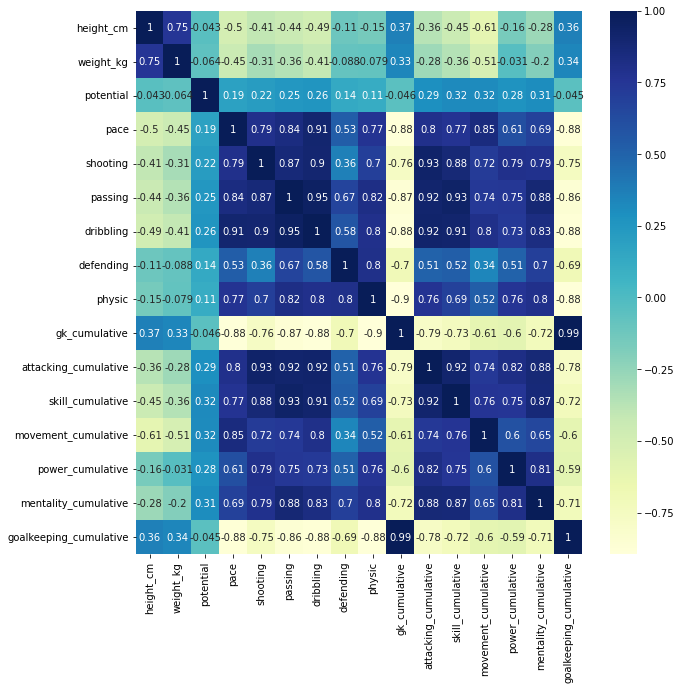 height_cm 1 0.75 -0.043 -0.5 -0.41 -0.44 -0.49 -0.11 -0.15 0.37 -0.36 -0.45 -0.61 -0.16 -0.28 0.36
weight_kg 0.75 1 -0.064 -0.45 -0.31 -0.36 -0.41 -0.088 -0.079 0.33 -0.28 -0.36 -0.51 -0.031 -0.2 0.34
potential -0.043 -0.064 1 0.19 0.22 0.25 0.26 0.14 0.11 -0.046 0.29 0.32 0.32 0.28 0.31 -0.045
pace -0.5 -0.45 0.19 1 0.79 0.84 0.91 0.53 0.77 -0.88 0.8 0.77 0.85 0.61 0.69 -0.88
shooting -0.41 -0.31 0.22 0.79 1 0.87 0.9 0.36 0.7 -0.76 0.93 0.88 0.72 0.79 0.79 -0.75
passing -0.44 -0.36 0.25 0.84 0.87 1 0.95 0.67 0.82 -0.87 0.92 0.93 0.74 0.75 0.88 -0.86
dribbling -0.49 -0.41 0.26 0.91 0.9 0.95 1 0.58 0.8 -0.88 0.92 0.91 0.8 0.73 0.83 -0.88
defending -0.11 -0.088 0.14 0.53 0.36 0.67 0.58 1 0.8 -0.7 0.51 0.52 0.34 0.51 0.7 -0.69
physic -0.15 -0.079 0.11 0.77 0.7 0.82 0.8 0.8 1 -0.9 0.76 0.69 0.52 0.76 0.8 -0.88
gk_cumulative 0.37 0.33 -0.046 -0.88 -0.76 -0.87 -0.88 -0.7 -0.9 1 -0.79 -0.73 -0.61 -0.6 -0.72 0.99
attacking_cumulative -0.36 -0.28 0.29 0.8 0.93 0.92 0.92 0.51 0.76 -0.79 1 0.92 0.74 0.82 0.88 -0.78
skill_cumulative -0.45 -0.36 0.32 0.77 0.88 0.93 0.91 0.52 0.69 -0.73 0.92 1 0.76 0.75 0.87 -0.72
movement_cumulative -0.61 -0.51 0.32 0.85 0.72 0.74 0.8 0.34 0.52 -0.61 0.74 0.76 1 0.6 0.65 -0.6
power_cumulative -0.16 -0.031 0.28 0.61 0.79 0.75 0.73 0.51 0.76 -0.6 0.82 0.75 0.6 1 0.81 -0.59
mentality_cumulative -0.28 -0.2 0.31 0.69 0.79 0.88 0.83 0.7 0.8 -0.72 0.88 0.87 0.65 0.81 1 -0.71
goalkeeping_cumulative 0.36 0.34 -0.045 -0.88 -0.75 -0.86 -0.88 -0.69 -0.88 0.99 -0.78 -0.72 -0.6 -0.59 -0.71 1
height_cm
weight_kg
potential
pace
shooting
passing
dribbling
defending
physic
gk_cumulative
attacking_cumulative
skill_cumulative
movement_cumulative
power_cumulative
mentality_cumulative
goalkeeping_cumulative
1.00
0.75
0.50
0.25
0.00
−0.25
−0.50
−0.75